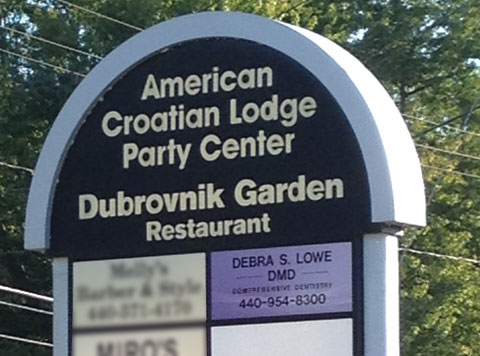 American
Croatian Lodge
Party Center
Dubrovnik Garden
Restaurant
DEBRA S. LOWE
DMD
COMPREHENSIVE DENTISTRY
440-954-8300
MIRO'S